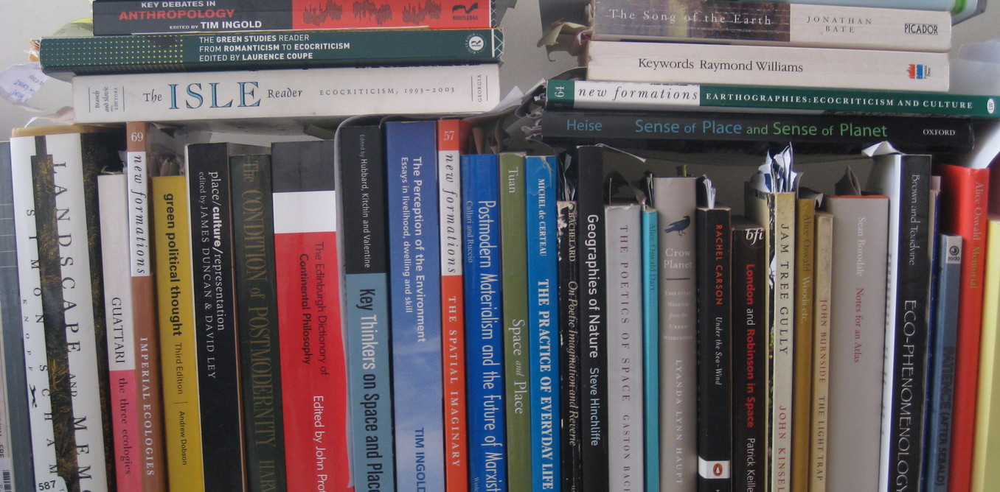 KEY DEBATES IN
ANTHROPOLOGY
EDITED BY TIM INGOLD
ROUTLEDGE
THE GREEN STUDIES READER
FROM ROMANTICISM TO ECOCRITICISM
EDITED BY LAURENCE COUPE
R
The ISLE Reader ECOCRITICISM, 1993–2003
GEORGIA
The Song of the Earth
JONATHAN
BATE
PICADOR
Keywords Raymond Williams
64 new formations EARTHOGRAPHIES: ECOCRITICISM AND CULTURE
Heise Sense of Place and Sense of Planet OXFORD
LANDSCAPE AND MEMO
SIMON SCHAM
KNOPF
587
GUATTARI the three ecologies
69 new formations IMPERIAL ECOLOGIES
green political thought Third Edition Andrew Dobson
place/culture/representation
edited by JAMES DUNCAN & DAVID LEY
The CONDITION of POSTMODERNITY HAR
The Edinburgh Dictionary of
Continental Philosophy
Edited by John Prot
Edited by Hubbard, Kitchin and Valentine
Key Thinkers on Space and Plac
The Perception of the Environment
Essays in livelihood, dwelling and skill
TIM INGOLD
57 new formations THE SPATIAL IMAGINARY
Postmodern Materialism and the Future of Marxist
Callari and Ruccio
Tuan Space and Place
MICHEL de CERTEAU THE PRACTICE OF EVERYDAY LIFE
BACHELARD On Poetic Imagination and Reverie
Geographies of Nature Steve Hinchliffe
THE POETICS OF SPACE GASTON BACH
Alice Oswald Dart
Crow
Planet
ESSENTIAL
WISDOM
from the
URBAN
WILDERNESS
LYANDA LYNN HAUPT
RACHEL CARSON Under the Sea-Wind
bfi
London and Robinson in Space Patrick Keille
JAM TREE GULLY JOHN KINSEL
Alice Oswald Woods etc.
JOHN BURNSIDE THE LIGHT TRAP
Sean Borodale Notes for an Atlas
Brown and Toadvine ECO-PHENOMENOLOGY
(AFTER SEBALD)
Alice Oswald Memorial